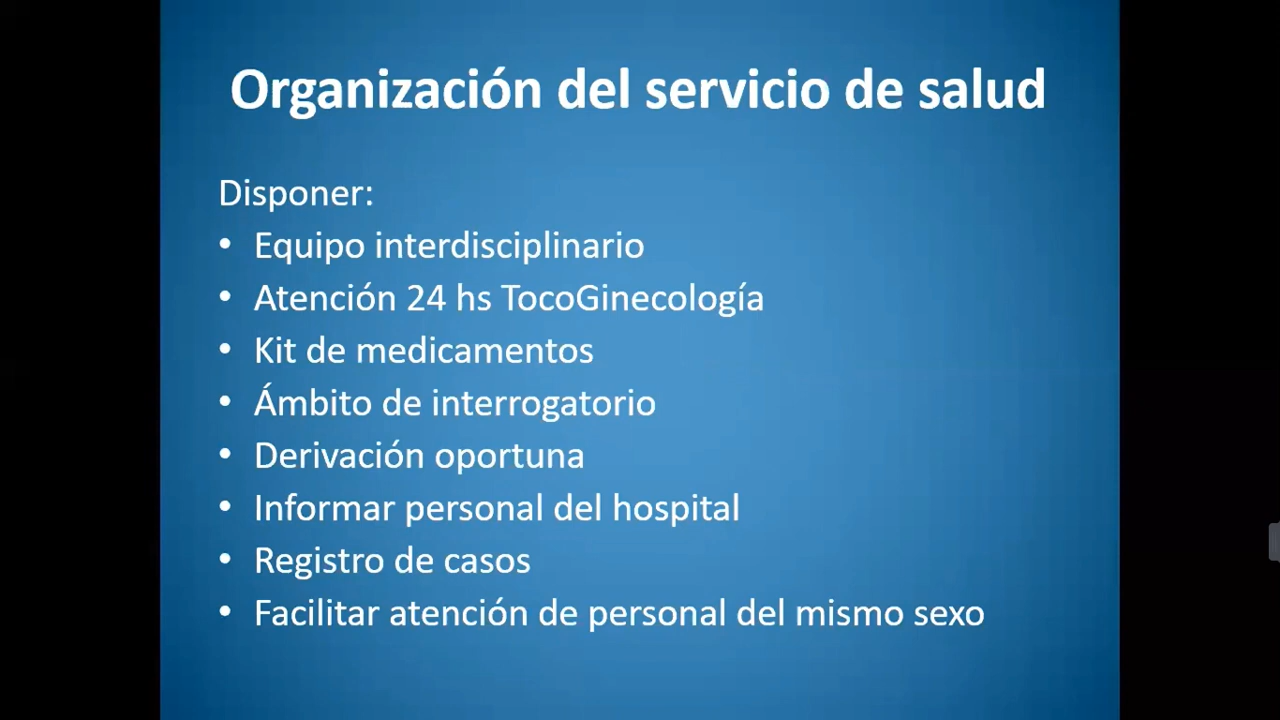 Organización del servicio de salud
Disponer:
• Equipo interdisciplinario
• Atención 24 hs TocoGinecología
• Kit de medicamentos
• Ámbito de interrogatorio
• Derivación oportuna
• Informar personal del hospital
• Registro de casos
• Facilitar atención de personal del mismo sexo